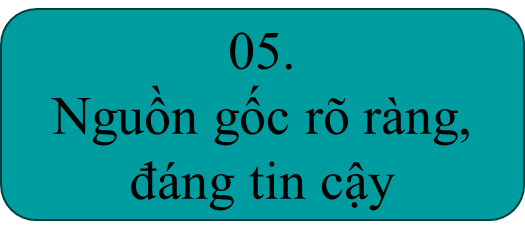 05.
Nguồn gốc rõ ràng,
đáng tin cậy